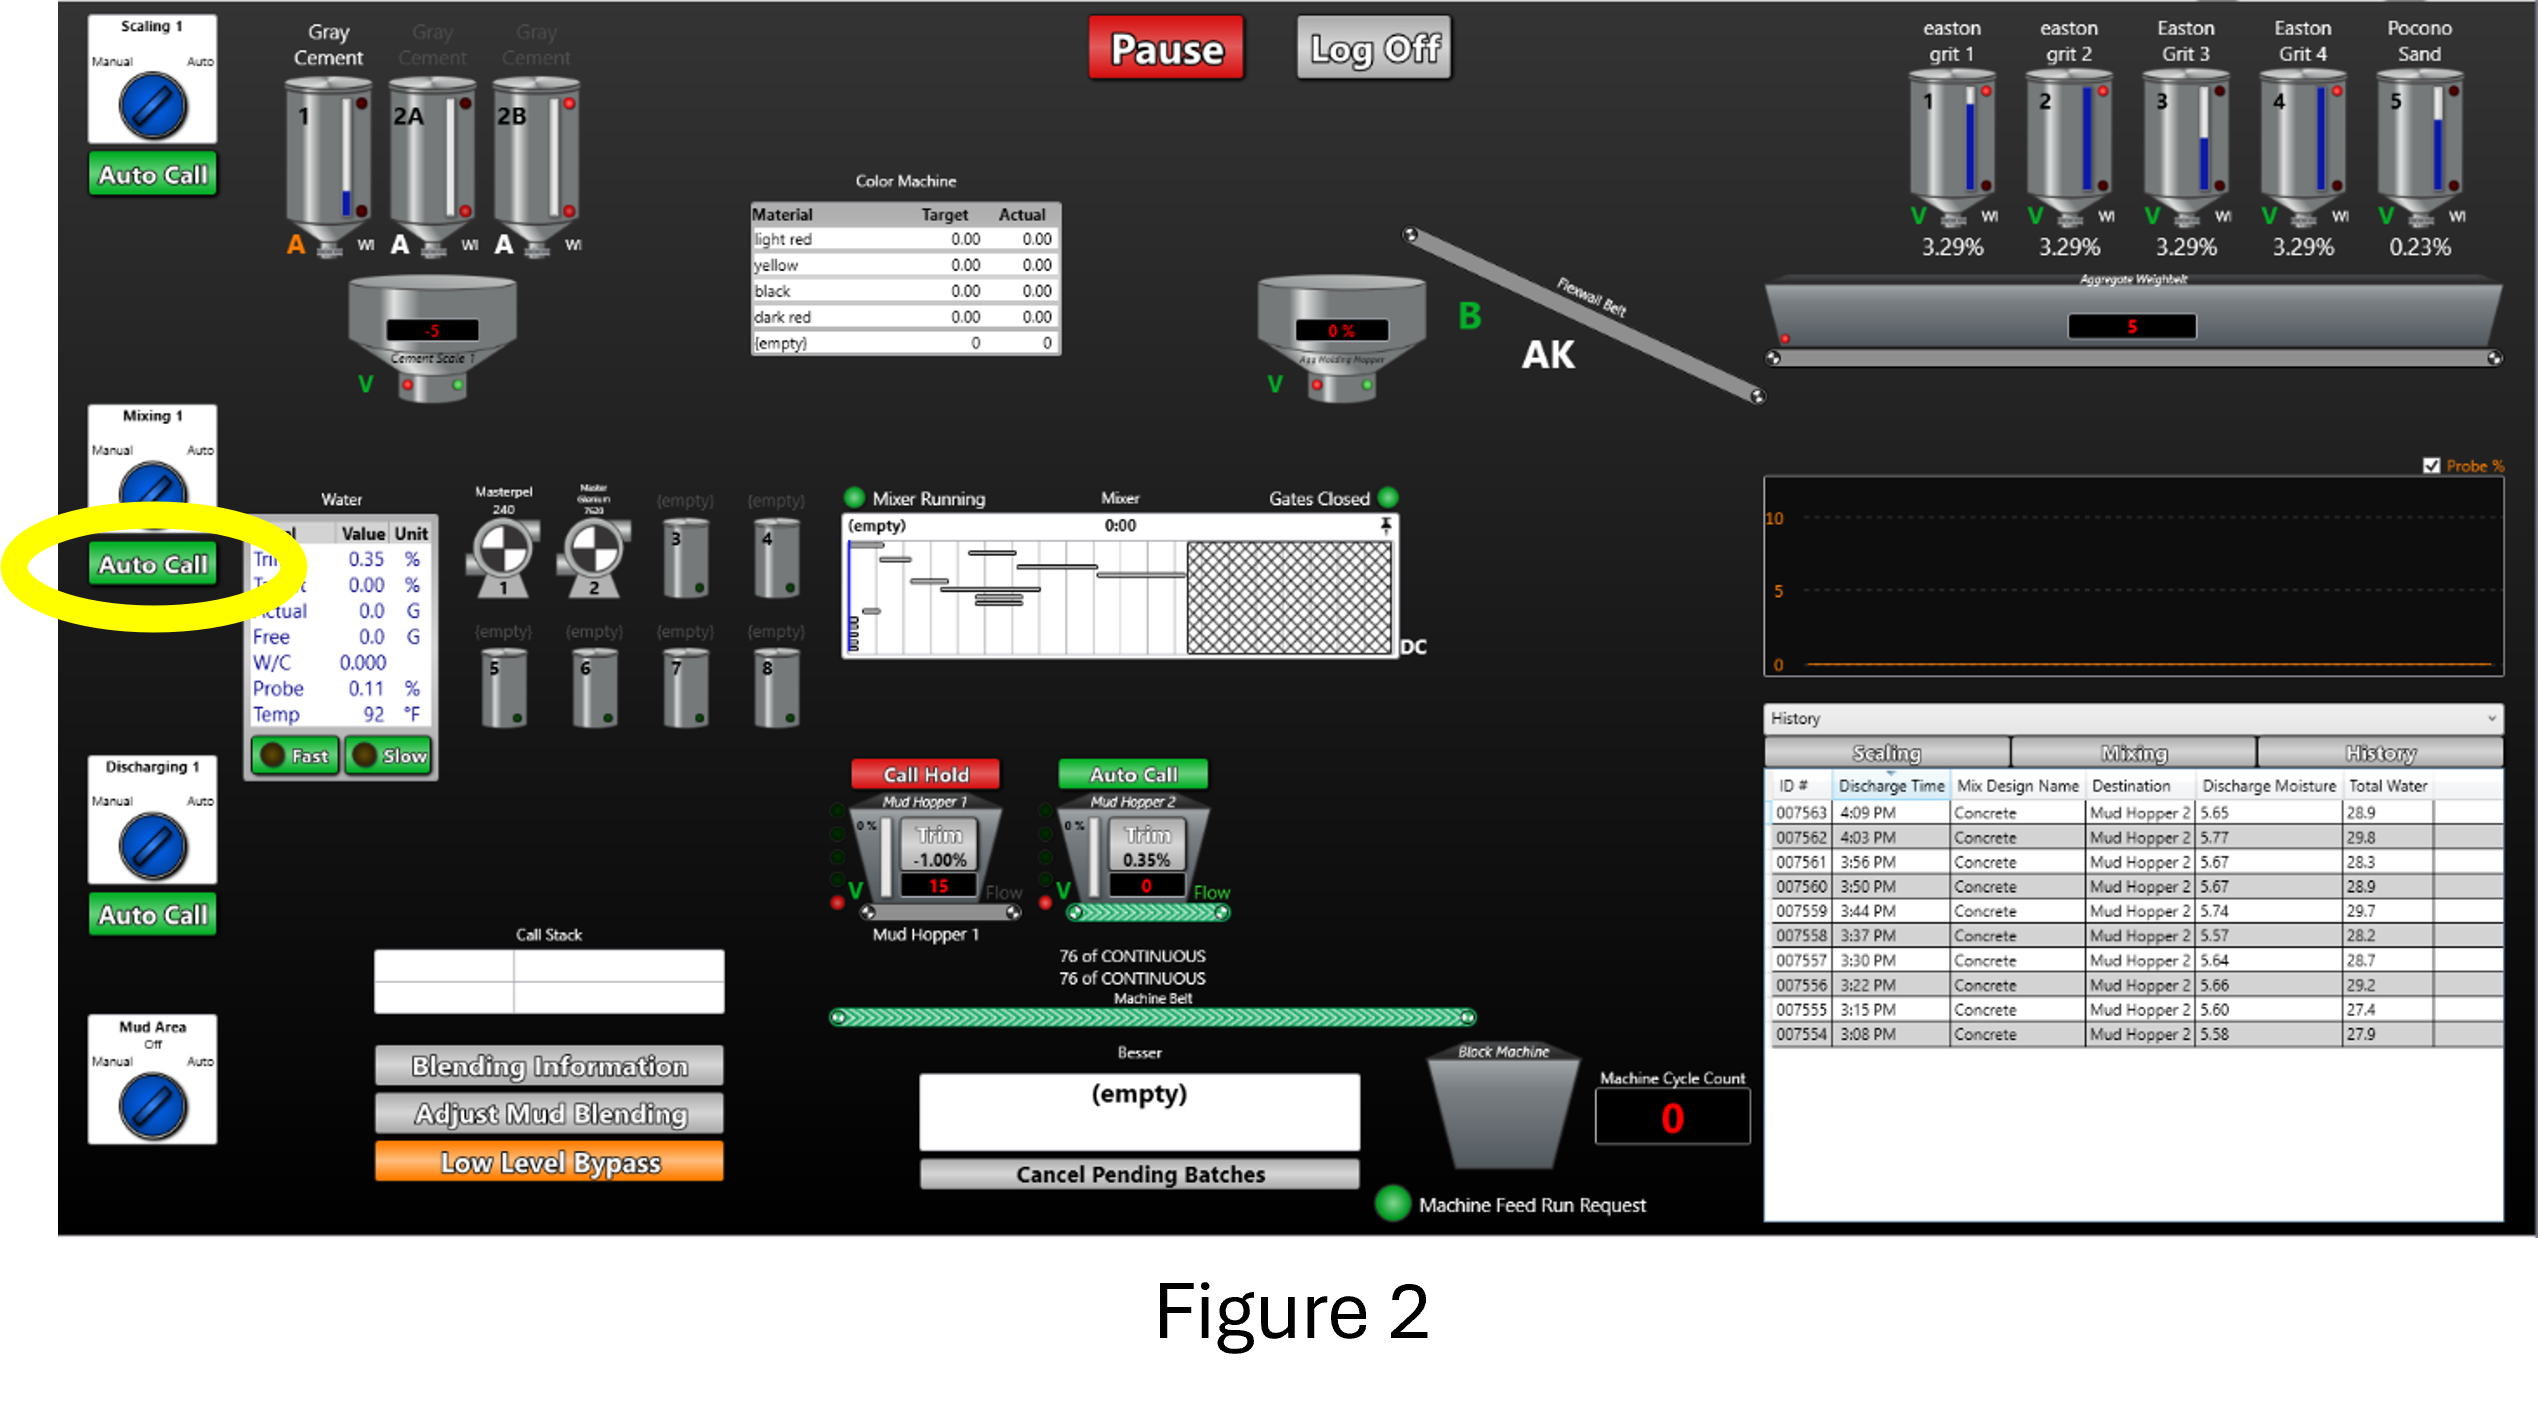 Scaling 1
Manual Auto
Auto Call
Gray Cement
Gray Cement
Gray Cement
1 2A 2B
A WI A WI A WI
-5
Cement Scale 1
V
Pause
Log Off
Color Machine
Material Target Actual
light red 0.00 0.00
yellow 0.00 0.00
black 0.00 0.00
dark red 0.00 0.00
(empty) 0 0
0 %
Agg Holding Hopper
V
B
AK
Flexwall Belt
easton grit 1
easton grit 2
Easton Grit 3
Easton Grit 4
Pocono Sand
1 2 3 4 5
V WI V WI V WI V WI V WI
3.29% 3.29% 3.29% 3.29% 0.23%
Aggregate Weighbelt
5
Mixing 1
Manual Auto
Auto Call
Water
Value Unit
0.35 %
0.00 %
Actual 0.0 G
Free 0.0 G
W/C 0.000
Probe 0.11 %
Temp 92 °F
Fast Slow
Masterpel 240
Master Glenium 7620
(empty) (empty)
1 2 3 4
(empty) (empty) (empty) (empty)
5 6 7 8
Mixer Running Mixer Gates Closed
(empty) 0:00
DC
Probe %
10
5
0
Discharging 1
Manual Auto
Auto Call
Call Hold
Mud Hopper 1
0 %
Trim
-1.00%
15
V Flow
Mud Hopper 1
Auto Call
Mud Hopper 2
0 %
Trim
0.35%
0
V Flow
76 of CONTINUOUS
76 of CONTINUOUS
Machine Belt
Call Stack
Mud Area
Off
Manual Auto
Blending Information
Adjust Mud Blending
Low Level Bypass
Besser
(empty)
Cancel Pending Batches
Block Machine
Machine Cycle Count
0
Machine Feed Run Request
History
Scaling Mixing History
ID # Discharge Time Mix Design Name Destination Discharge Moisture Total Water
007563 4:09 PM Concrete Mud Hopper 2 5.65 28.9
007562 4:03 PM Concrete Mud Hopper 2 5.77 29.8
007561 3:56 PM Concrete Mud Hopper 2 5.67 28.3
007560 3:50 PM Concrete Mud Hopper 2 5.67 28.9
007559 3:44 PM Concrete Mud Hopper 2 5.74 29.7
007558 3:37 PM Concrete Mud Hopper 2 5.57 28.2
007557 3:30 PM Concrete Mud Hopper 2 5.64 28.7
007556 3:22 PM Concrete Mud Hopper 2 5.66 29.2
007555 3:15 PM Concrete Mud Hopper 2 5.60 27.4
007554 3:08 PM Concrete Mud Hopper 2 5.58 27.9
Figure 2